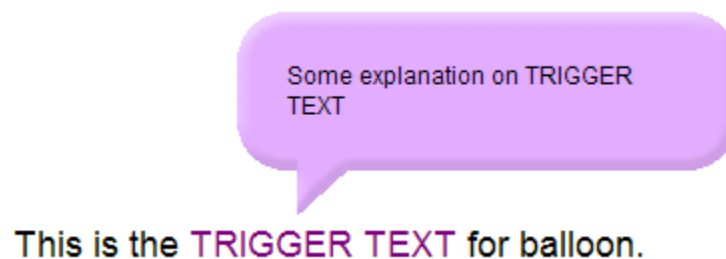 Some explanation on TRIGGER
TEXT
This is the TRIGGER TEXT for balloon.